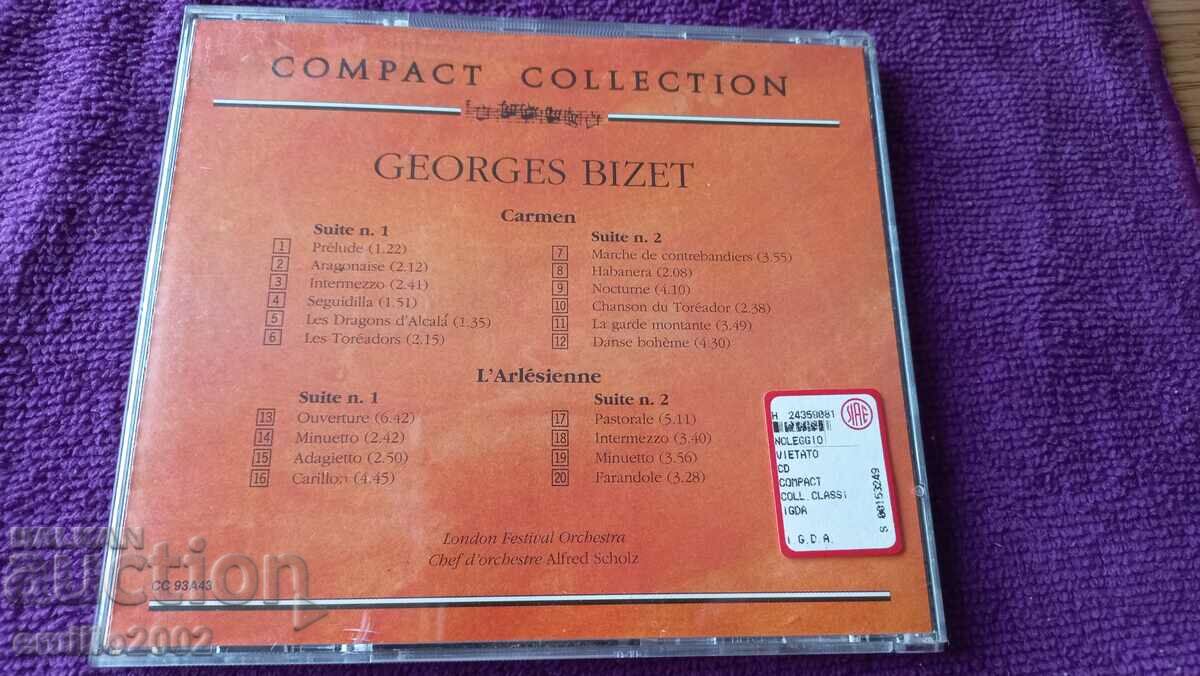 COMPACT COLLECTION
GEORGES BIZET
Carmen
Suite n. 1
1 Prélude (1.22)
2 Aragonaise (2.12)
3 Intermezzo (2.41)
4 Seguidilla (1.51)
5 Les Dragons d'Alcalá (1.35)
6 Les Toréadors (2.15)
Suite n. 2
7 Marche de contrebandiers (3.55)
8 Habanera (2.08)
9 Nocturne (4.10)
10 Chanson du Toréador (2.38)
11 La garde montante (3.49)
12 Danse bohème (4.30)
L'Arlésienne
Suite n. 1
13 Ouverture (6.42)
14 Minuetto (2.42)
15 Adagietto (2.50)
16 Carillon (4.45)
Suite n. 2
17 Pastorale (5.11)
18 Intermezzo (3.40)
19 Minuetto (3.56)
20 Farandole (3.28)
London Festival Orchestra
Chef d'orchestre Alfred Scholz
CC 93A43
H 24359081
SIAE
NOLEGGIO
VIETATO
CD
COMPACT
COLL.CLASSI
IGDA
I.G.D.A.
S 00153249
BALKAN
auction
emilio2002